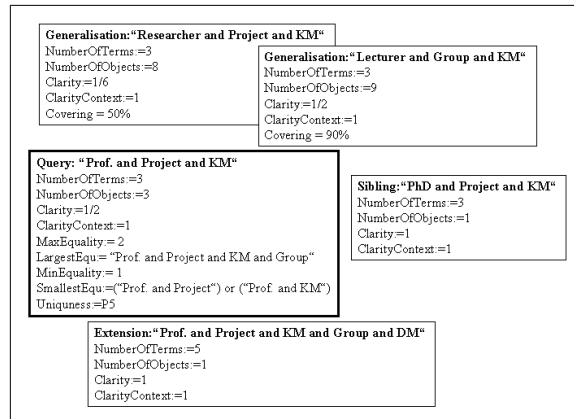 Generalisation:“Researcher and Project and KM“
NumberOfTerms:=3
NumberOfObjects:=8
Clarity:=1/6
ClarityContext:=1
Covering = 50%
Generalisation:“Lecturer and Group and KM“
NumberOfTerms:=3
NumberOfObjects:=9
Clarity:=1/2
ClarityContext:=1
Covering = 90%
Query: “Prof. and Project and KM“
NumberOfTerms:=3
NumberOfObjects:=3
Clarity:=1/2
ClarityContext:=1
MaxEquality:= 2
LargestEqu:= “Prof. and Project and KM and Group“
MinEquality:= 1
SmallestEqu:=(“Prof. and Project“) or (“Prof. and KM“)
Uniquness:=P5
Sibling:“PhD and Project and KM“
NumberOfTerms:=3
NumberOfObjects:=1
Clarity:=1
ClarityContext:=1
Extension:“Prof. and Project and KM and Group and DM“
NumberOfTerms:=5
NumberOfObjects:=1
Clarity:=1
ClarityContext:=1